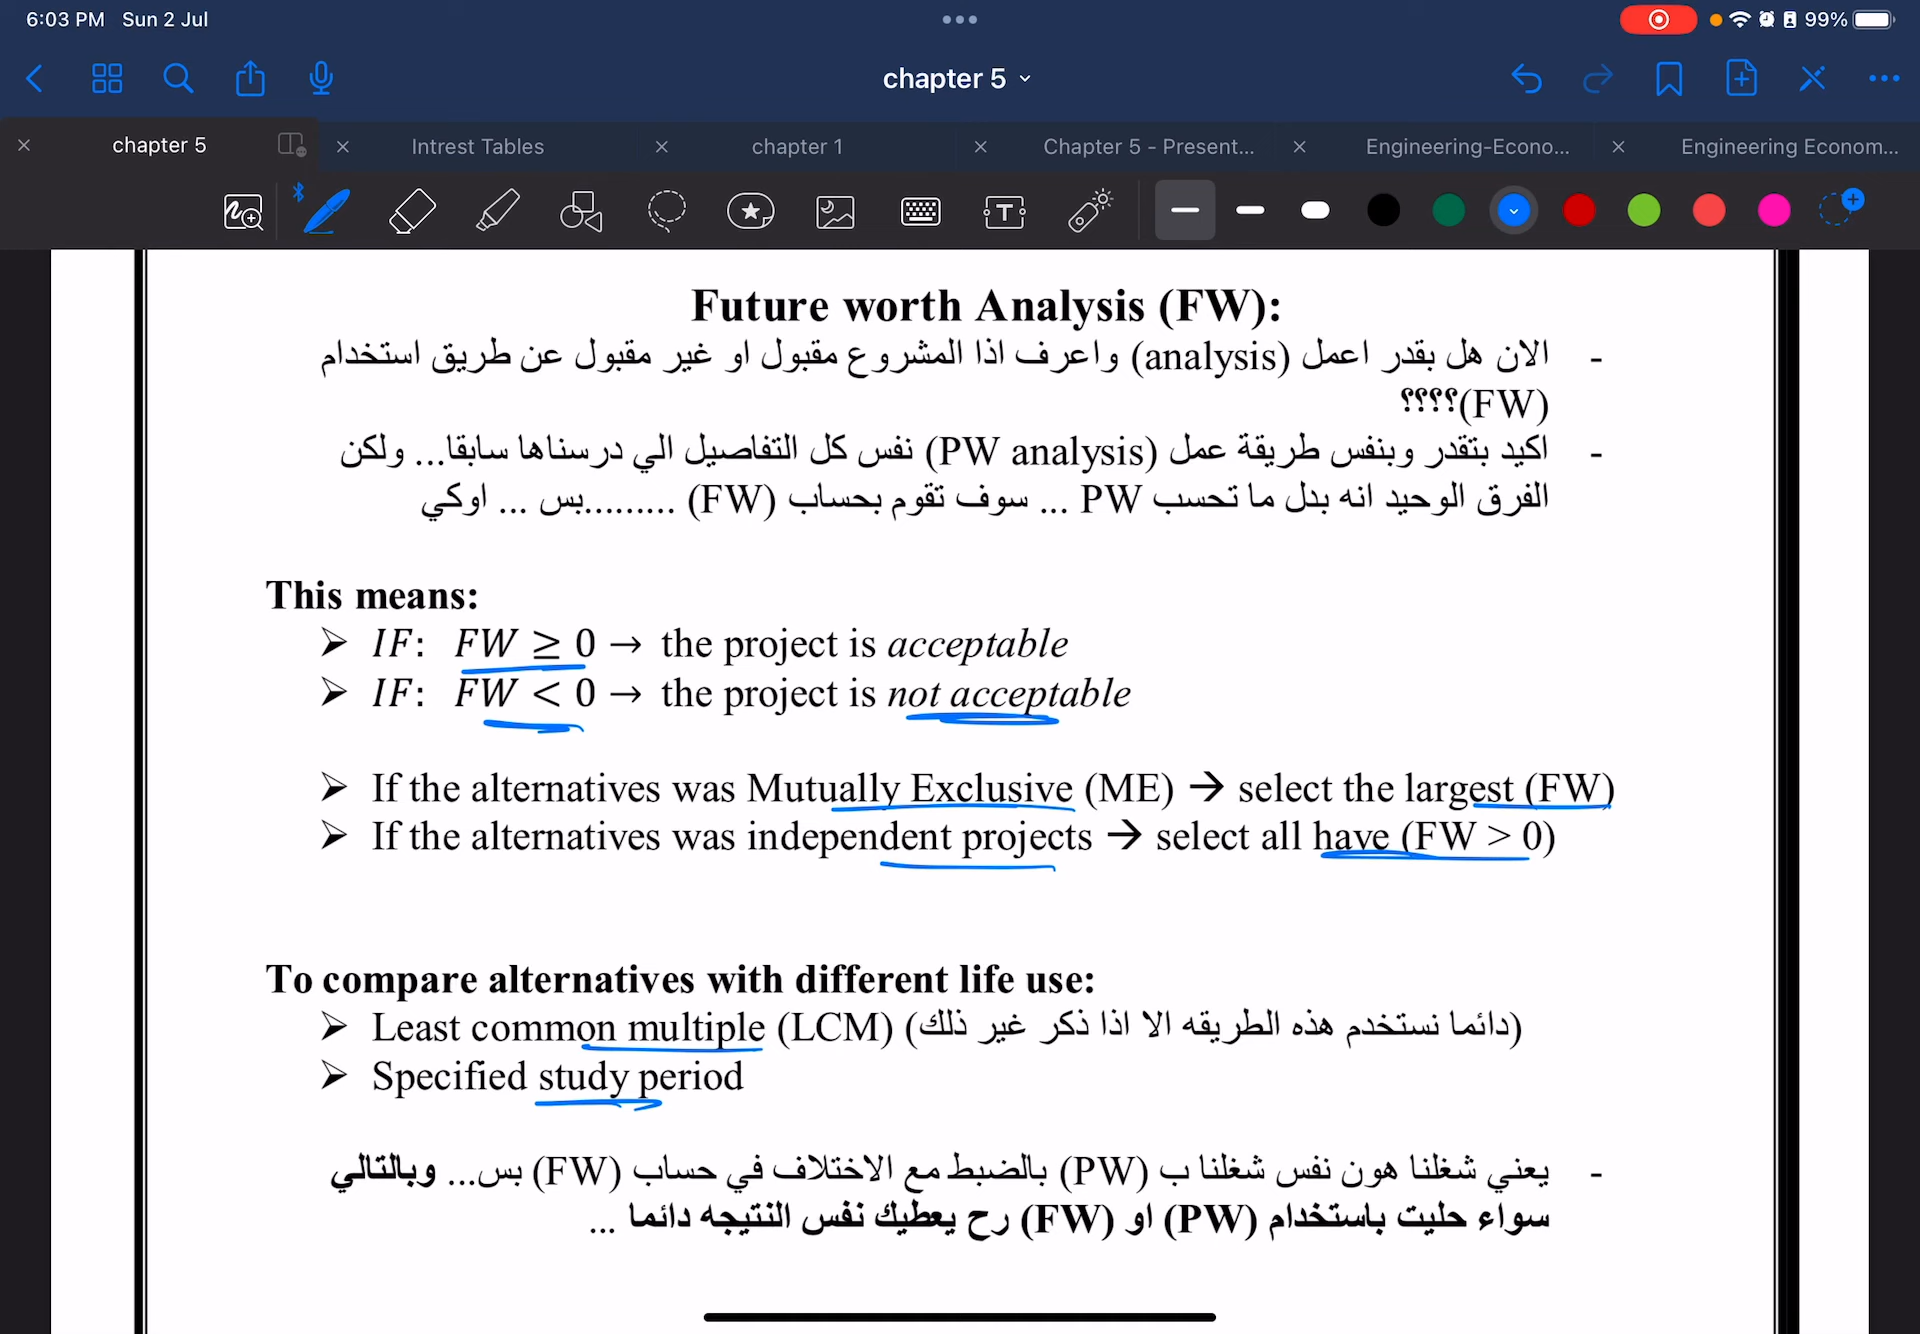 6:03 PM Sun 2 Jul
99%
chapter 5
chapter 5
Intrest Tables
chapter 1
Chapter 5 - Present...
Engineering-Econo...
Engineering Econom...
Future worth Analysis (FW):
- الان هل بقدر اعمل (analysis) واعرف اذا المشروع مقبول او غير مقبول عن طريق استخدام
(FW)؟؟؟؟
- اكيد بتقدر وبنفس طريقة عمل (PW analysis) نفس كل التفاصيل الي درسناها سابقا... ولكن
الفرق الوحيد انه بدل ما تحسب PW ... سوف تقوم بحساب (FW) .........بس ... اوكي
This means:
➢ IF: FW ≥ 0 → the project is acceptable
➢ IF: FW < 0 → the project is not acceptable
➢ If the alternatives was Mutually Exclusive (ME) → select the largest (FW)
➢ If the alternatives was independent projects → select all have (FW > 0)
To compare alternatives with different life use:
➢ Least common multiple (LCM) (دائما نستخدم هذه الطريقه الا اذا ذكر غير ذلك)
➢ Specified study period
- يعني شغلنا هون نفس شغلنا ب (PW) بالضبط مع الاختلاف في حساب (FW) بس... وبالتالي
سواء حليت باستخدام (PW) او (FW) رح يعطيك نفس النتيجه دائما ...